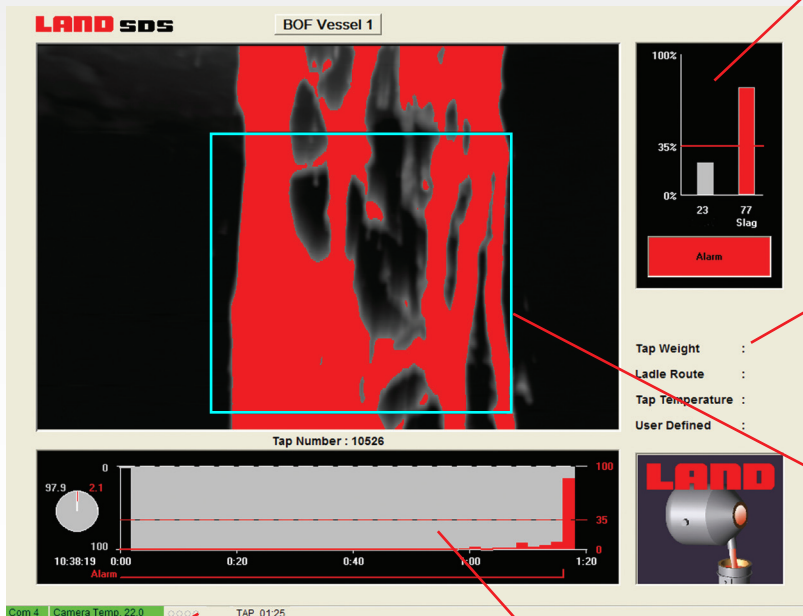 LAND SDS
BOF Vessel 1
100%
35%
0%
23 77
Slag
Alarm
Tap Weight :
Ladle Route :
Tap Temperature :
User Defined :
Tap Number : 10526
0 100
97.9 2.1
35
100 0
10:38:19 0:00 0:20 0:40 1:00 1:20
Alarm
LAND
Com 4 Camera Temp. 22.0 TAP 01:25